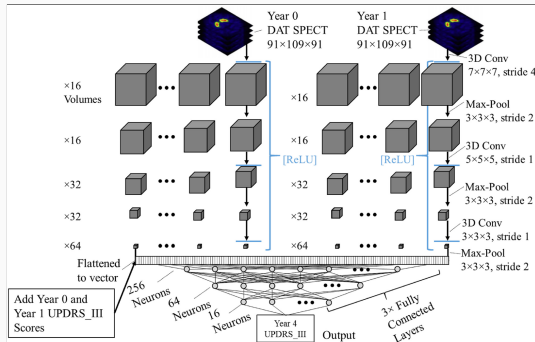 Year 0
DAT SPECT
91×109×91
Year 1
DAT SPECT
91×109×91
3D Conv
7×7×7, stride 4
×16
Volumes
×16
Max-Pool
3×3×3, stride 2
×16
×16
[ReLU]
[ReLU]
3D Conv
5×5×5, stride 1
×32
×32
Max-Pool
3×3×3, stride 2
×32
×32
3D Conv
3×3×3, stride 1
×64
×64
Max-Pool
3×3×3, stride 2
Flattened
to vector
256
Neurons
64
Neurons
16
Neurons
Add Year 0 and
Year 1 UPDRS_III
Scores
3× Fully
Connected
Layers
Year 4
UPDRS_III
Output